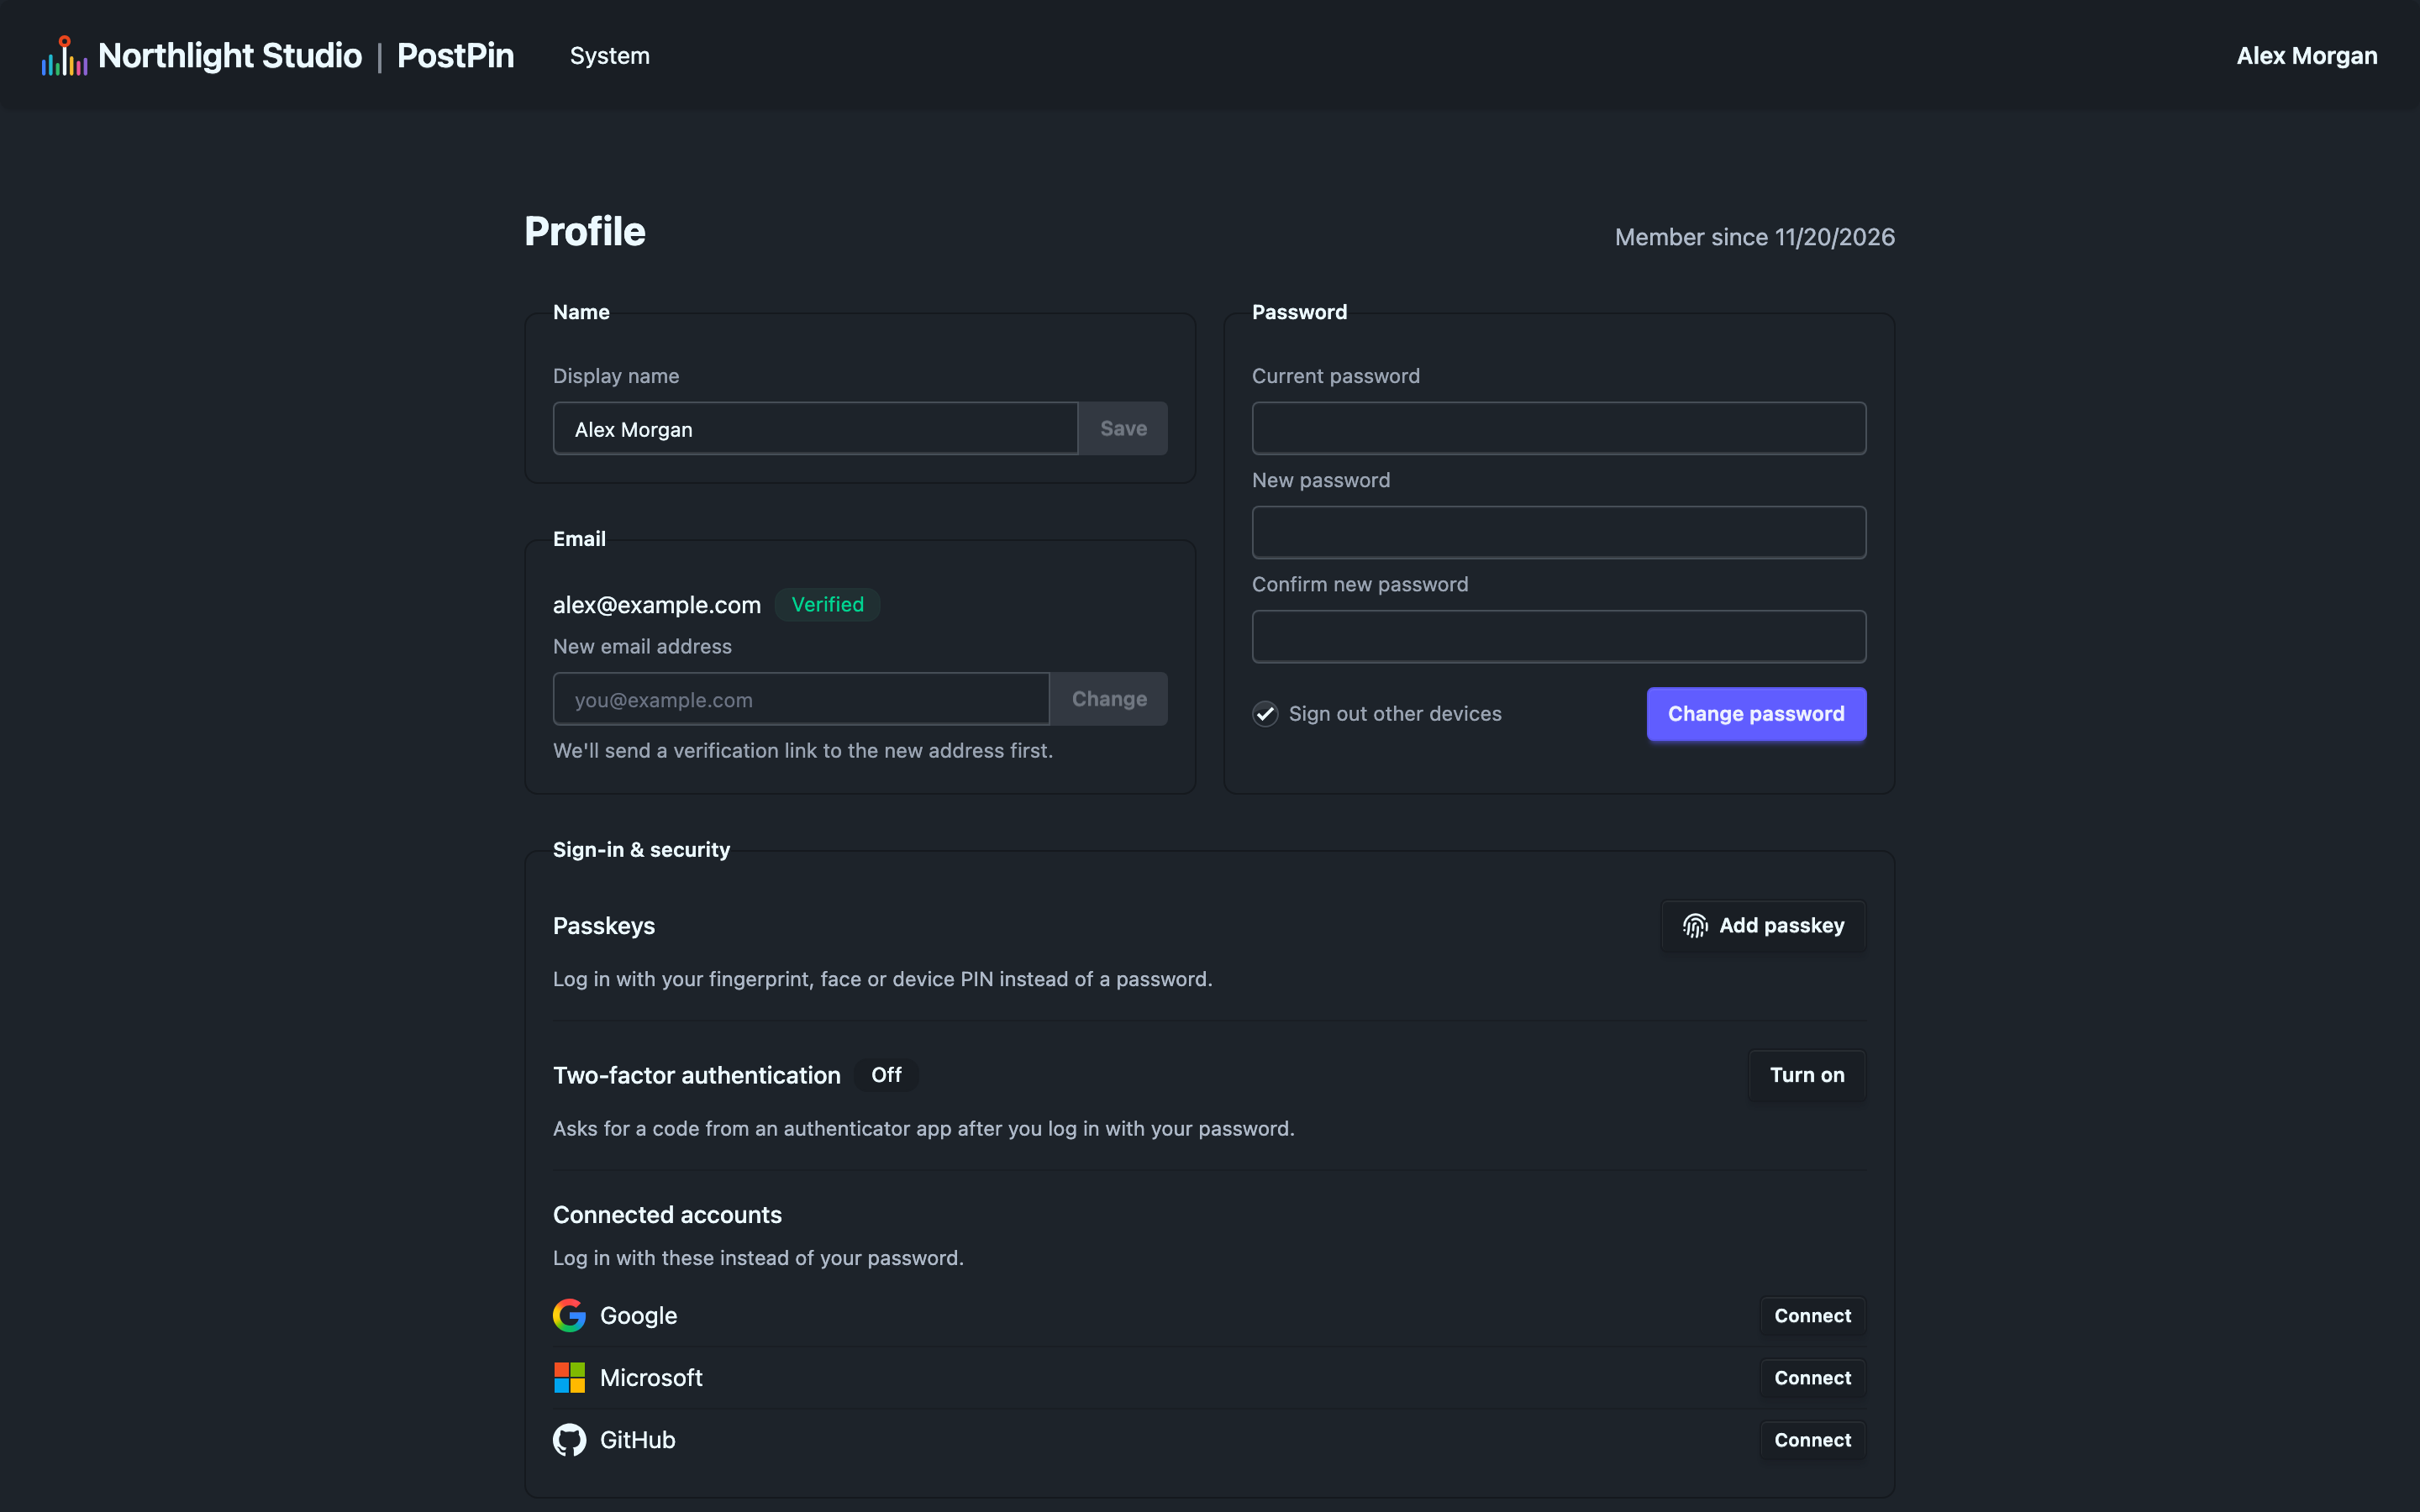 Northlight Studio | PostPin
System
Alex Morgan
Profile
Member since 11/20/2026
Name
Display name
Alex Morgan
Save
Email
alex@example.com
Verified
New email address
you@example.com
Change
We'll send a verification link to the new address first.
Password
Current password
New password
Confirm new password
Sign out other devices
Change password
Sign-in & security
Passkeys
Add passkey
Log in with your fingerprint, face or device PIN instead of a password.
Two-factor authentication
Off
Turn on
Asks for a code from an authenticator app after you log in with your password.
Connected accounts
Log in with these instead of your password.
Google
Connect
Microsoft
Connect
GitHub
Connect